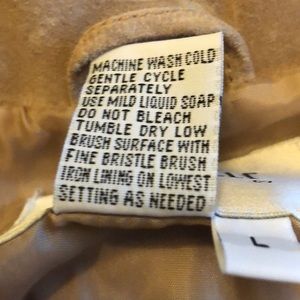 MACHINE WASH COLD
GENTLE CYCLE
SEPARATELY
USE MILD LIQUID SOAP
DO NOT BLEACH
TUMBLE DRY LOW
BRUSH SURFACE WITH
FINE BRISTLE BRUSH
IRON LINING ON LOWEST
SETTING AS NEEDED
L